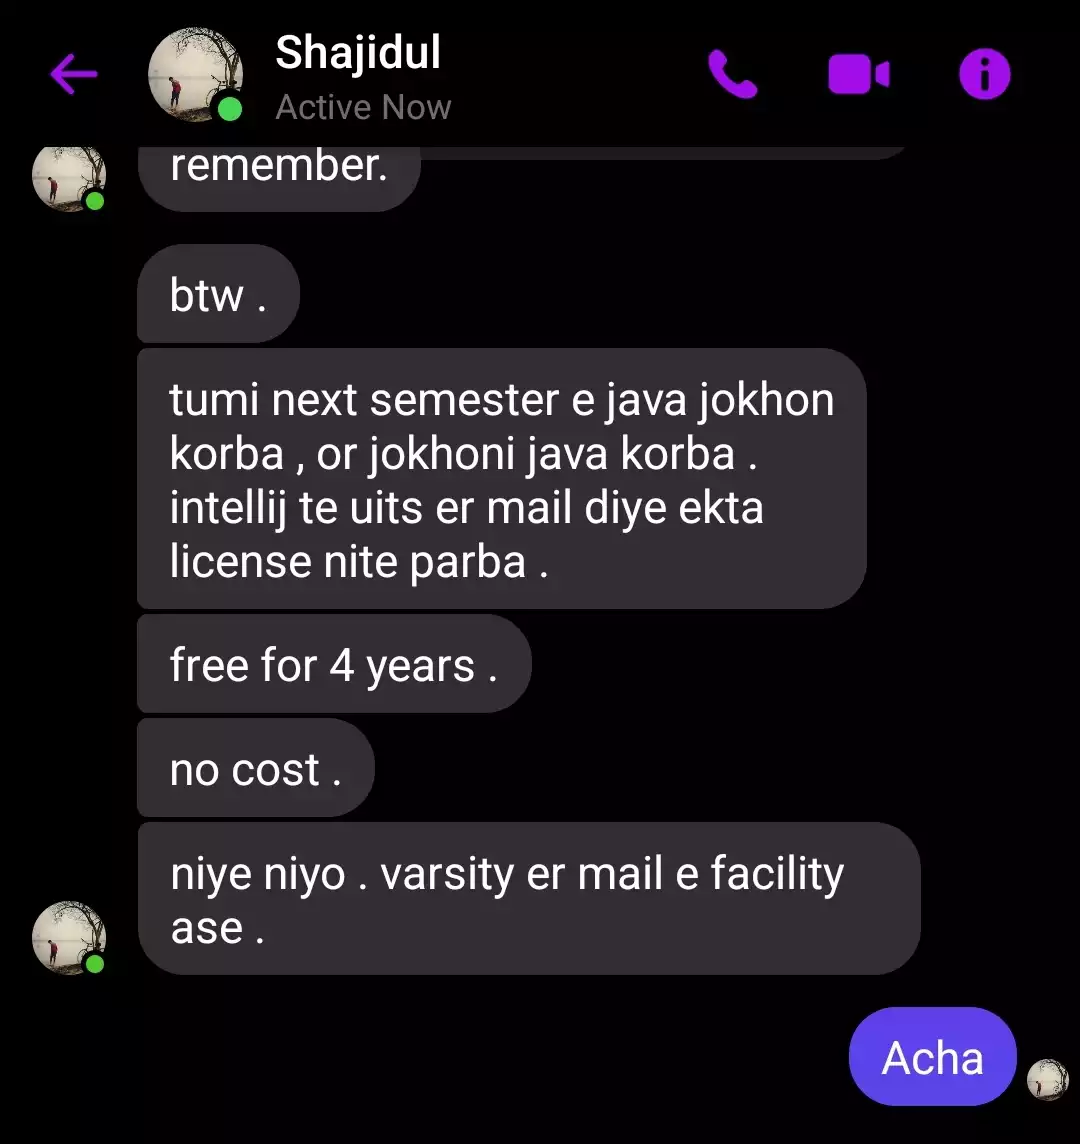 Shajidul
Active Now
remember.
btw .
tumi next semester e java jokhon
korba , or jokhoni java korba .
intellij te uits er mail diye ekta
license nite parba .
free for 4 years .
no cost .
niye niyo . varsity er mail e facility
ase .
Acha